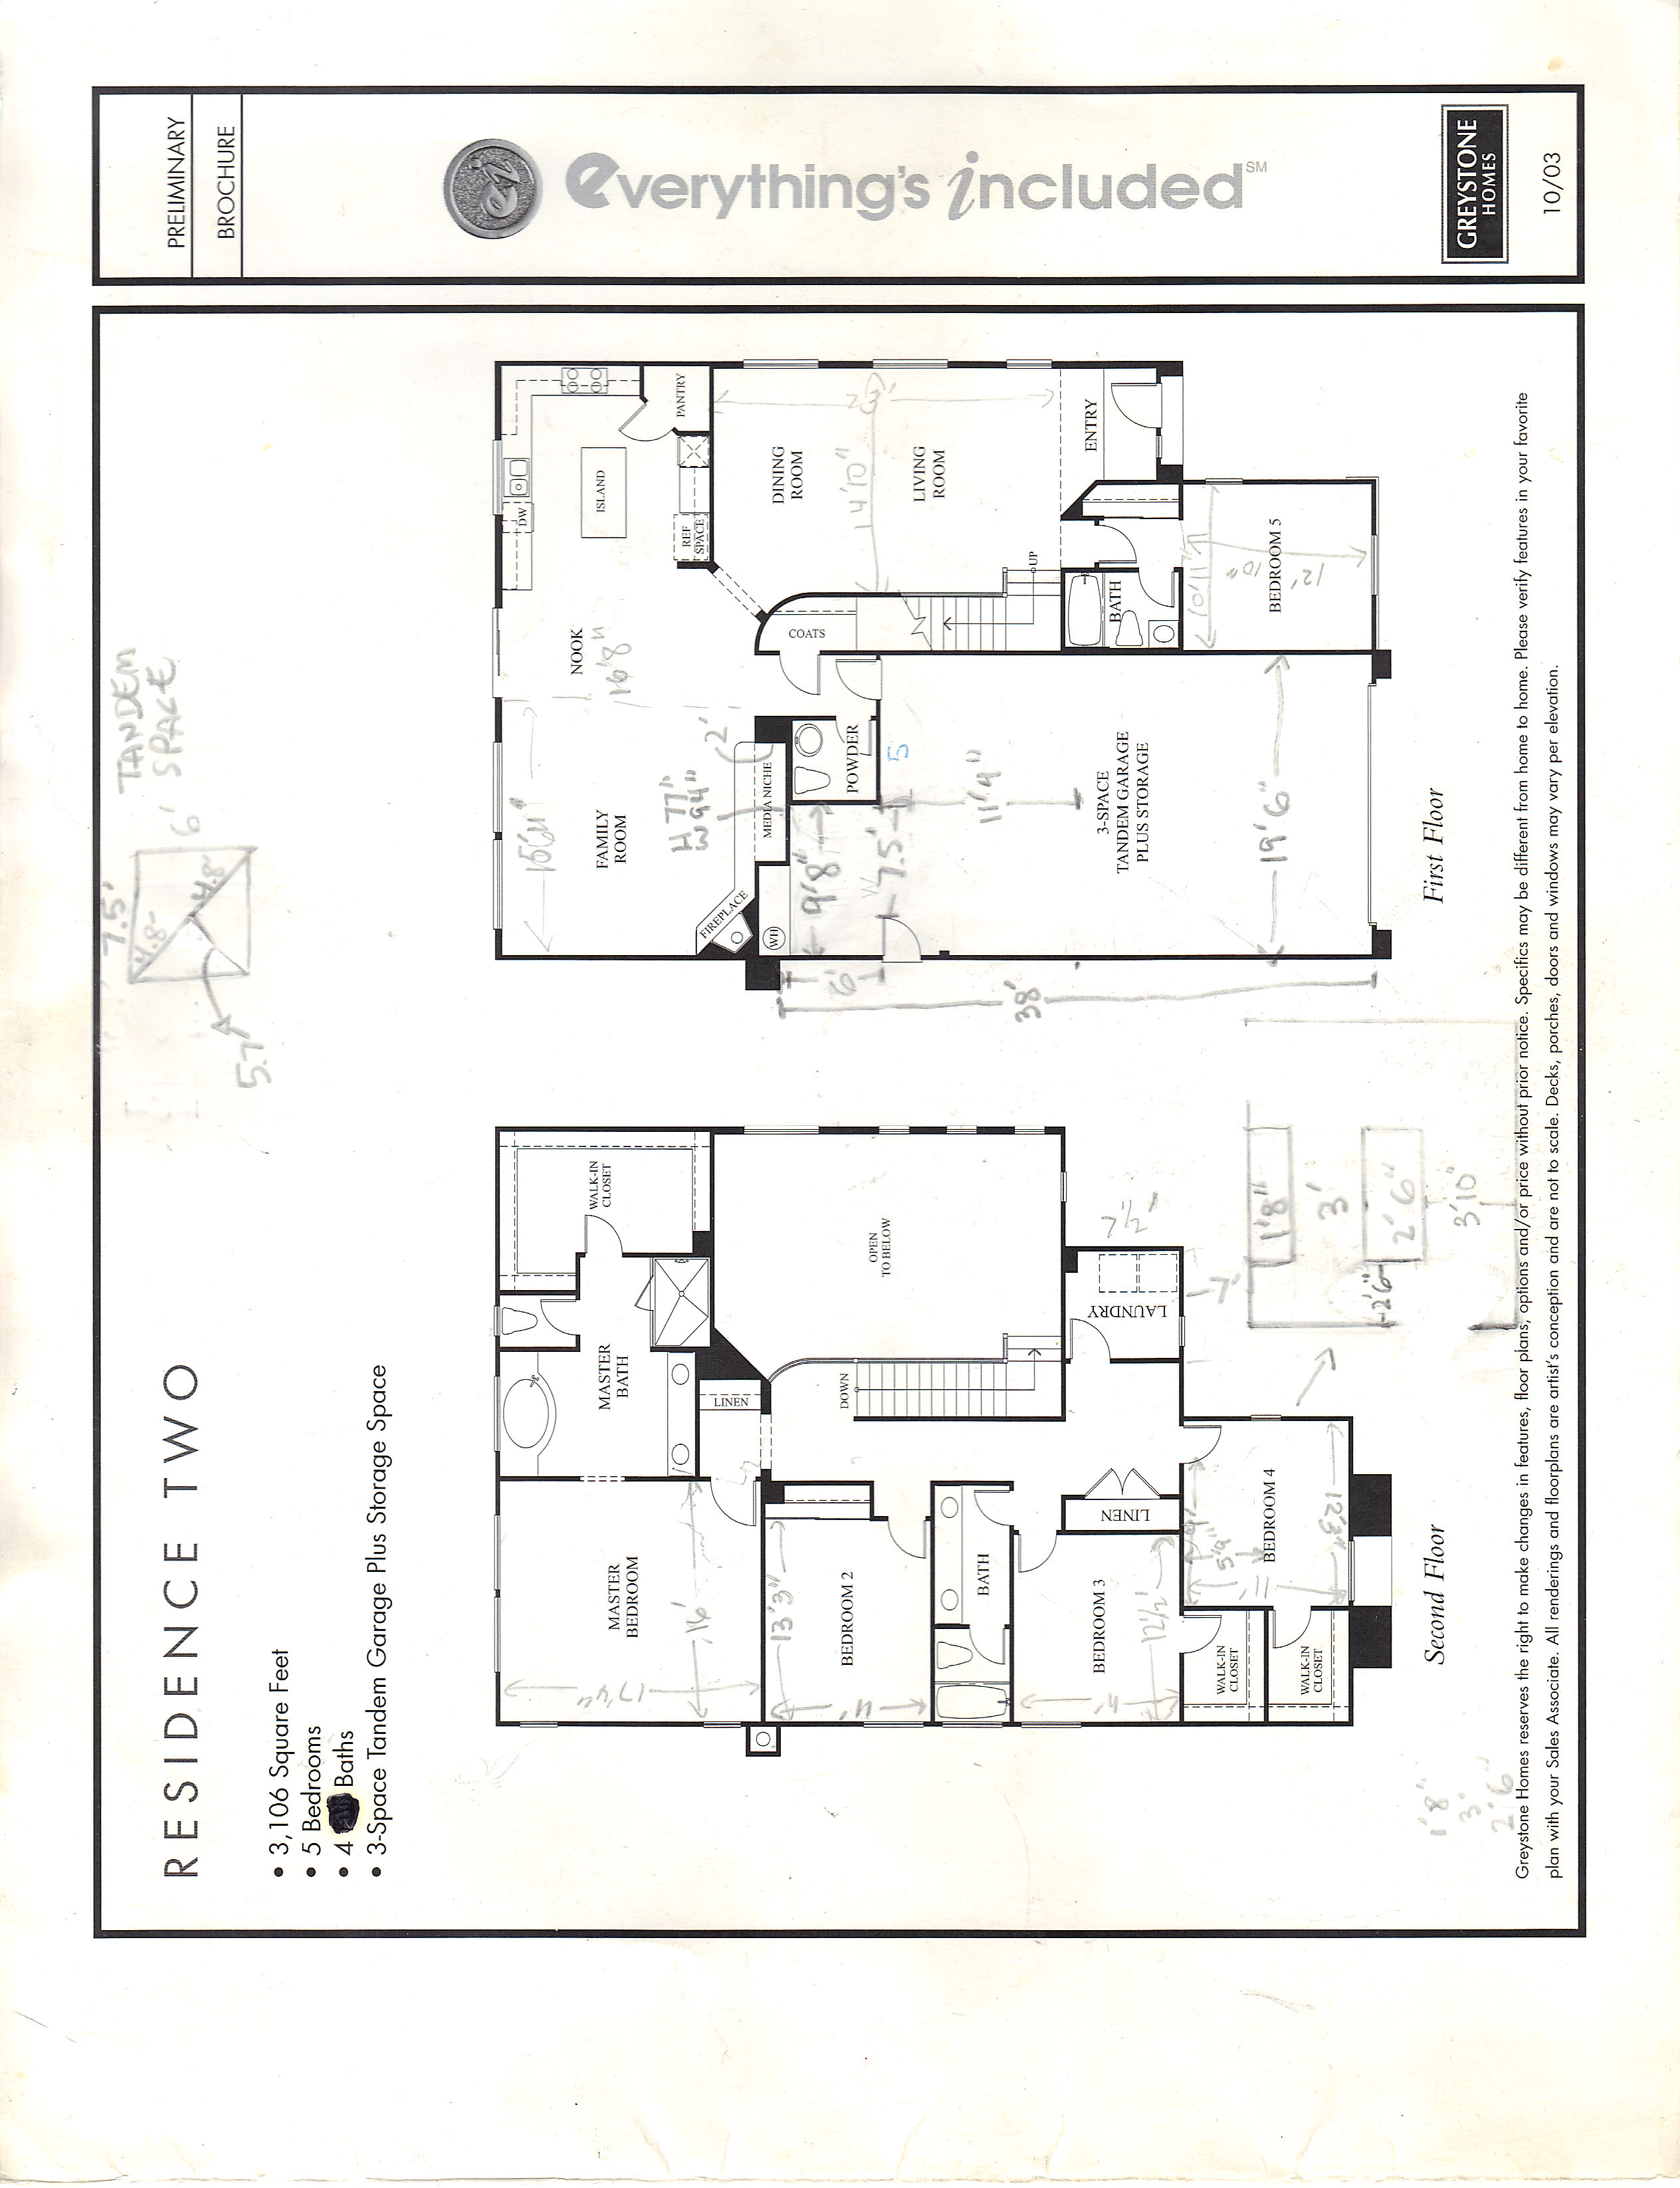 RESIDENCE TWO
• 3,106 Square Feet
• 5 Bedrooms
• 4 Baths
• 3-Space Tandem Garage Plus Storage Space
7.5'
TANDEM
SPACE
6'
4.8
4.8'
5.7
WALK-IN
CLOSET
MASTER
BATH
MASTER
BEDROOM
16'
17'4"
LINEN
DOWN
OPEN
TO BELOW
BEDROOM 2
13'3"
11'
BATH
BEDROOM 3
12½'
11'
LINEN
LAUNDRY
7½"
7'
BEDROOM 4
5'9"
12'3"
11'
WALK-IN
CLOSET
WALK-IN
CLOSET
Second Floor
1'8"
3'
2'6"
3'10"
2'6"
1'8"
3'
2'6"
DW
ISLAND
PANTRY
REF
SPACE
NOOK
16'8"
FAMILY
ROOM
H 77"
W 94"
2'
MEDIA NICHE
FIREPLACE
WH
DINING
ROOM
LIVING
ROOM
23'
14'10"
ENTRY
UP
COATS
POWDER
5
BATH
BEDROOM 5
10'11"
12'
10"
3-SPACE
TANDEM GARAGE
PLUS STORAGE
9'8"
7.5'
11'4"
19'6"
6'
38'
First Floor
Greystone Homes reserves the right to make changes in features, floor plans, options and/or price without prior notice. Specifics may be different from home to home. Please verify features in your favorite
plan with your Sales Associate. All renderings and floorplans are artist's conception and are not to scale. Decks, porches, doors and windows may vary per elevation.
PRELIMINARY
BROCHURE
ei
everything's included℠
GREYSTONE
HOMES
10/03